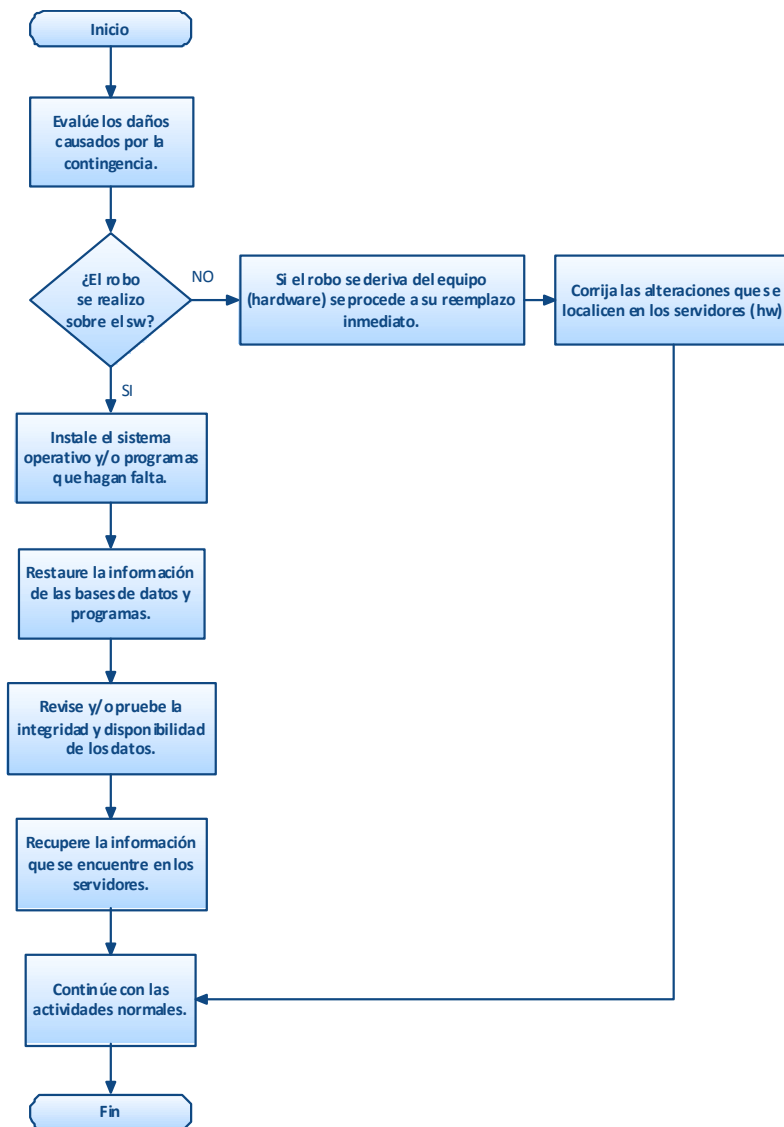 Inicio
Evalúe los daños
causados por la
contingencia.
¿El robo
se realizo
sobre el sw?
NO
Si el robo se deriva del equipo
(hardware) se procede a su reemplazo
inmediato.
Corrija las alteraciones que se
localicen en los servidores (hw)
SI
Instale el sistema
operativo y/o programas
que hagan falta.
Restaure la información
de las bases de datos y
programas.
Revise y/o pruebe la
integridad y disponibilidad
de los datos.
Recupere la información
que se encuentre en los
servidores.
Continúe con las
actividades normales.
Fin